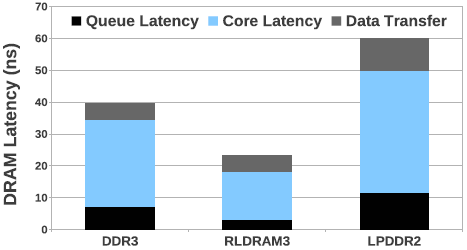 70
60
50
40
30
20
10
0
DRAM Latency (ns)
Queue Latency Core Latency Data Transfer
DDR3 RLDRAM3 LPDDR2